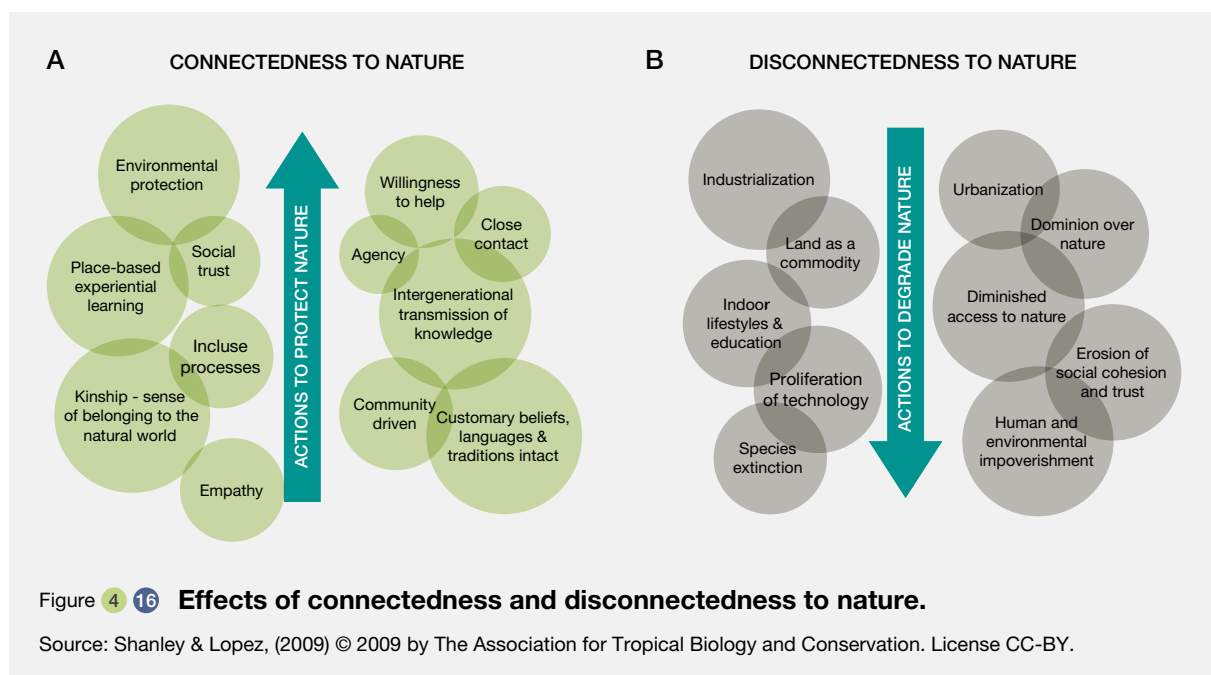 A
CONNECTEDNESS TO NATURE
Environmental
protection
Social
trust
Place-based
experiential
learning
Incluse
processes
Kinship - sense
of belonging to the
natural world
Empathy
ACTIONS TO PROTECT NATURE
Willingness
to help
Close
contact
Agency
Intergenerational
transmission of
knowledge
Community
driven
Customary beliefs,
languages &
traditions intact
B
DISCONNECTEDNESS TO NATURE
Industrialization
Land as a
commodity
Indoor
lifestyles &
education
Proliferation
of technology
Species
extinction
ACTIONS TO DEGRADE NATURE
Urbanization
Dominion over
nature
Diminished
access to nature
Erosion of
social cohesion
and trust
Human and
environmental
impoverishment
Figure 4 16 Effects of connectedness and disconnectedness to nature.
Source: Shanley & Lopez, (2009) © 2009 by The Association for Tropical Biology and Conservation. License CC-BY.